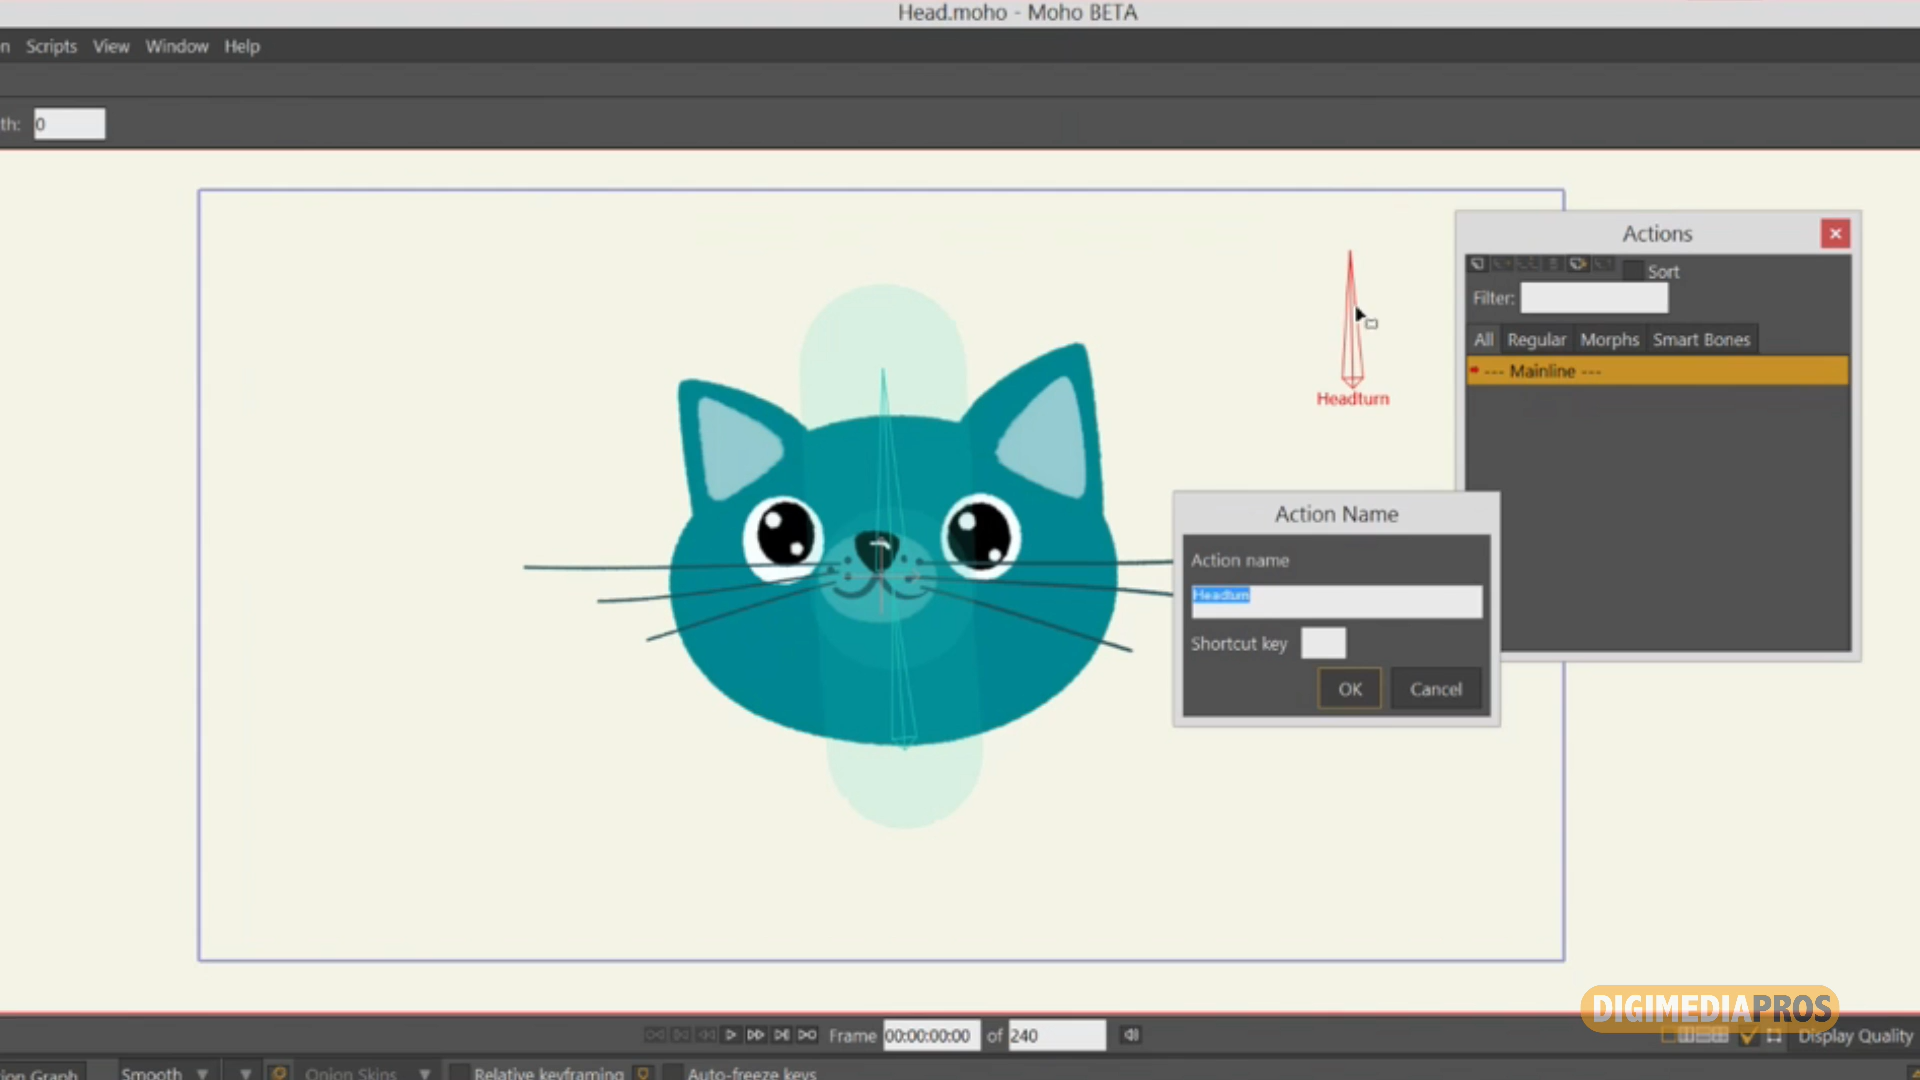 Head.moho - Moho BETA
Scripts View Window Help
th: 0
Actions
Sort
Filter:
All Regular Morphs Smart Bones
--- Mainline ---
Headturn
Action Name
Action name
Headturn
Shortcut key
OK Cancel
DIGIMEDIAPROS
Frame 00:00:00:00 of 240
Display Quality
ion Graph Smooth Onion Skins Relative keyframing Auto-freeze keys